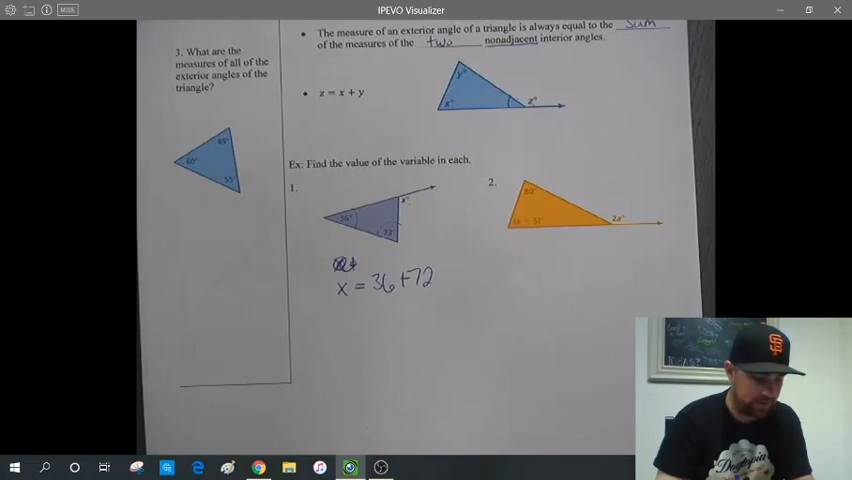 IPEVO Visualizer
MODE
The measure of an exterior angle of a triangle is always equal to the sum
of the measures of the two nonadjacent interior angles.
3. What are the
measures of all of the
exterior angles of the
triangle?
z = x + y
y°
x°
z°
65°
60°
55°
Ex: Find the value of the variable in each.
1.
x°
36°
72°
2.
80°
2a°
x = 36 + 72
SF
Dogtopia